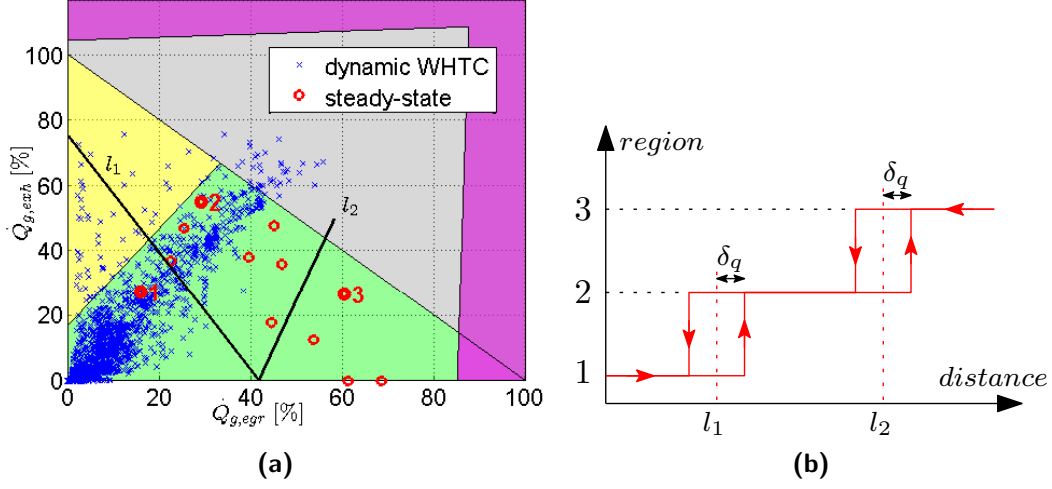 100
80
60
40
20
0
Q̇g,exh [%]
dynamic WHTC
steady-state
l1
l2
2
1
3
0 20 40 60 80 100
Q̇g,egr [%]
(a)
region
3
2
1
δq
δq
l1
l2
distance
(b)